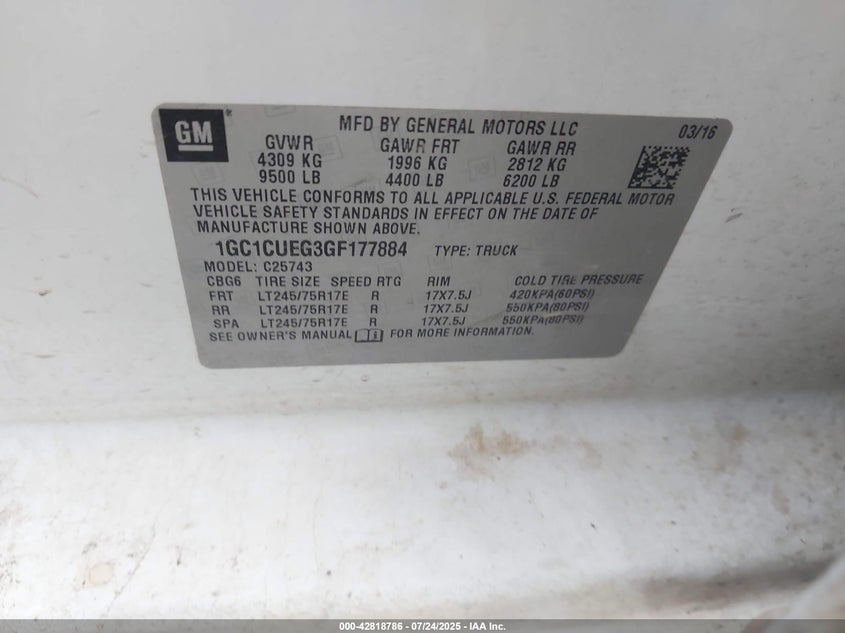 GM
MFD BY GENERAL MOTORS LLC 03/16
GVWR GAWR FRT GAWR RR
4309 KG 1996 KG 2812 KG
9500 LB 4400 LB 6200 LB
THIS VEHICLE CONFORMS TO ALL APPLICABLE U.S. FEDERAL MOTOR
VEHICLE SAFETY STANDARDS IN EFFECT ON THE DATE OF
MANUFACTURE SHOWN ABOVE.
1GC1CUEG3GF177884 TYPE: TRUCK
MODEL: C25743
CBG6 TIRE SIZE SPEED RTG RIM COLD TIRE PRESSURE
FRT LT245/75R17E R 17X7.5J 420KPA(60PSI)
RR LT245/75R17E R 17X7.5J 550KPA(80PSI)
SPA LT245/75R17E R 17X7.5J 550KPA(80PSI)
SEE OWNER'S MANUAL FOR MORE INFORMATION.
000-42818786 - 07/24/2025 - IAA Inc.